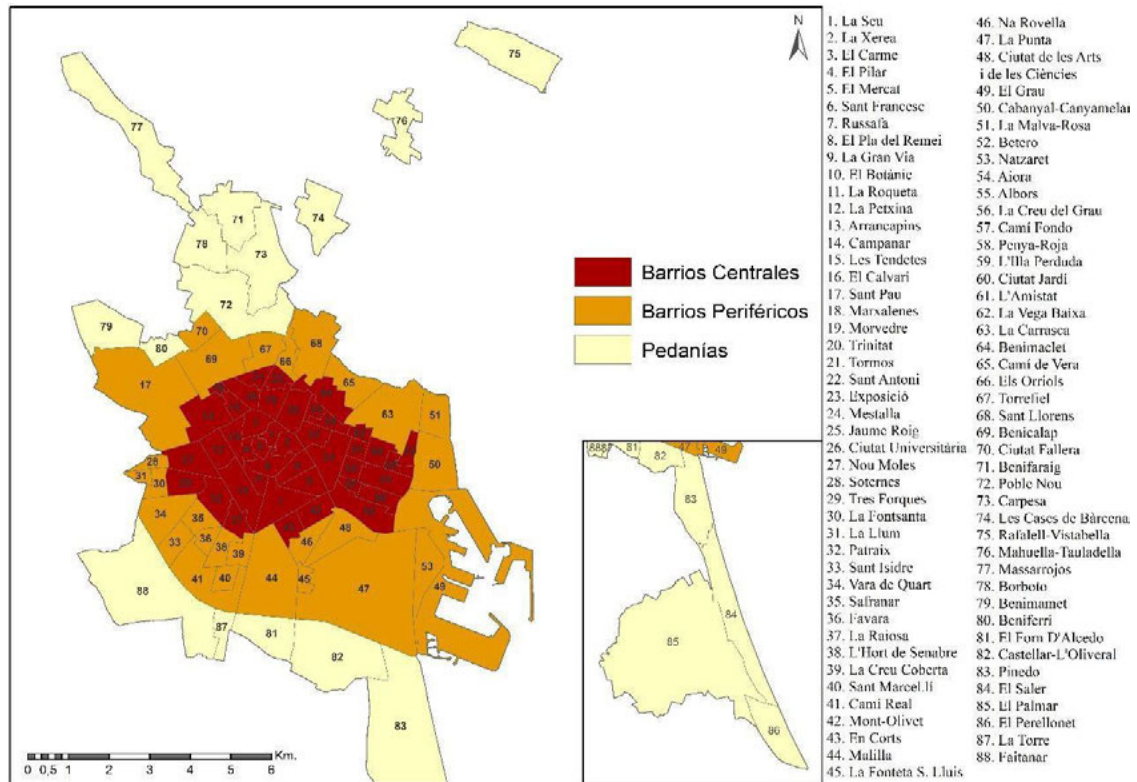 N
75
77
76
71
74
78
73
72
79
80
70
69
67
66
68
65
17
63
51
50
28
31
30
34
35
33
36
38
39
41
40
44
45
46
48
47
53
49
88
87
81
82
83
Barrios Centrales
Barrios Periféricos
Pedanías
0 0,5 1 2 3 4 5 6
Km.
8887 81 82 47 49
83
84
85
86
1. La Seu
2. La Xerea
3. El Carme
4. El Pilar
5. El Mercat
6. Sant Francesc
7. Russafa
8. El Pla del Remei
9. La Gran Via
10. El Botànic
11. La Roqueta
12. La Petxina
13. Arrancapins
14. Campanar
15. Les Tendetes
16. El Calvari
17. Sant Pau
18. Marxalenes
19. Morvedre
20. Trinitat
21. Tormos
22. Sant Antoni
23. Exposició
24. Mestalla
25. Jaume Roig
26. Ciutat Universitària
27. Nou Moles
28. Soternes
29. Tres Forques
30. La Fontsanta
31. La Llum
32. Patraix
33. Sant Isidre
34. Vara de Quart
35. Safranar
36. Favara
37. La Raiosa
38. L'Hort de Senabre
39. La Creu Coberta
40. Sant Marcel.lí
41. Camí Real
42. Mont-Olivet
43. En Corts
44. Malilla
45. La Fonteta S. Lluis
46. Na Rovella
47. La Punta
48. Ciutat de les Arts
i de les Ciències
49. El Grau
50. Cabanyal-Canyamelar
51. La Malva-Rosa
52. Betero
53. Natzaret
54. Aiora
55. Albors
56. La Creu del Grau
57. Camí Fondo
58. Penya-Roja
59. L'Illa Perduda
60. Ciutat Jardí
61. L'Amistat
62. La Vega Baixa
63. La Carrasca
64. Benimaclet
65. Camí de Vera
66. Els Orriols
67. Torrefiel
68. Sant Llorens
69. Benicalap
70. Ciutat Fallera
71. Benifaraig
72. Poble Nou
73. Carpesa
74. Les Cases de Bàrcena
75. Rafalell-Vistabella
76. Mahuella-Tauladella
77. Massarrojos
78. Borboto
79. Benimamet
80. Beniferri
81. El Forn D'Alcedo
82. Castellar-L'Oliveral
83. Pinedo
84. El Saler
85. El Palmar
86. El Perellonet
87. La Torre
88. Faitanar